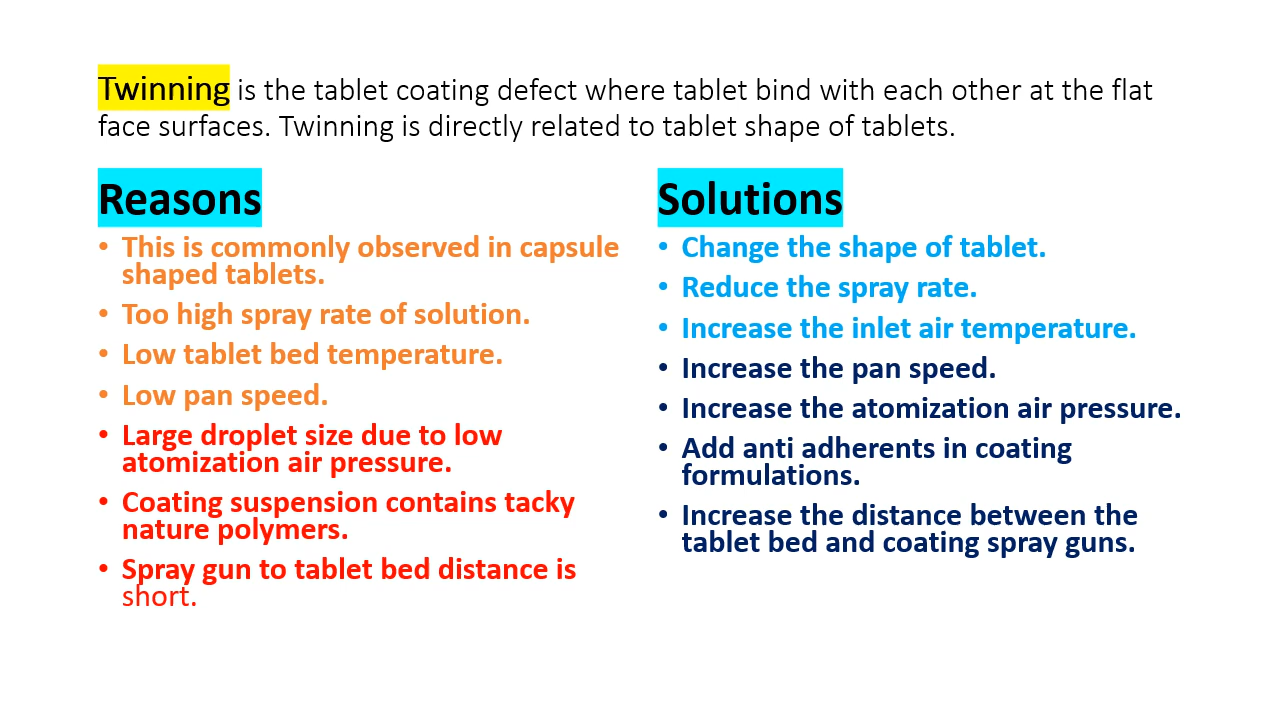 Twinning is the tablet coating defect where tablet bind with each other at the flat
face surfaces. Twinning is directly related to tablet shape of tablets.
Reasons
• This is commonly observed in capsule
shaped tablets.
• Too high spray rate of solution.
• Low tablet bed temperature.
• Low pan speed.
• Large droplet size due to low
atomization air pressure.
• Coating suspension contains tacky
nature polymers.
• Spray gun to tablet bed distance is
short.
Solutions
• Change the shape of tablet.
• Reduce the spray rate.
• Increase the inlet air temperature.
• Increase the pan speed.
• Increase the atomization air pressure.
• Add anti adherents in coating
formulations.
• Increase the distance between the
tablet bed and coating spray guns.